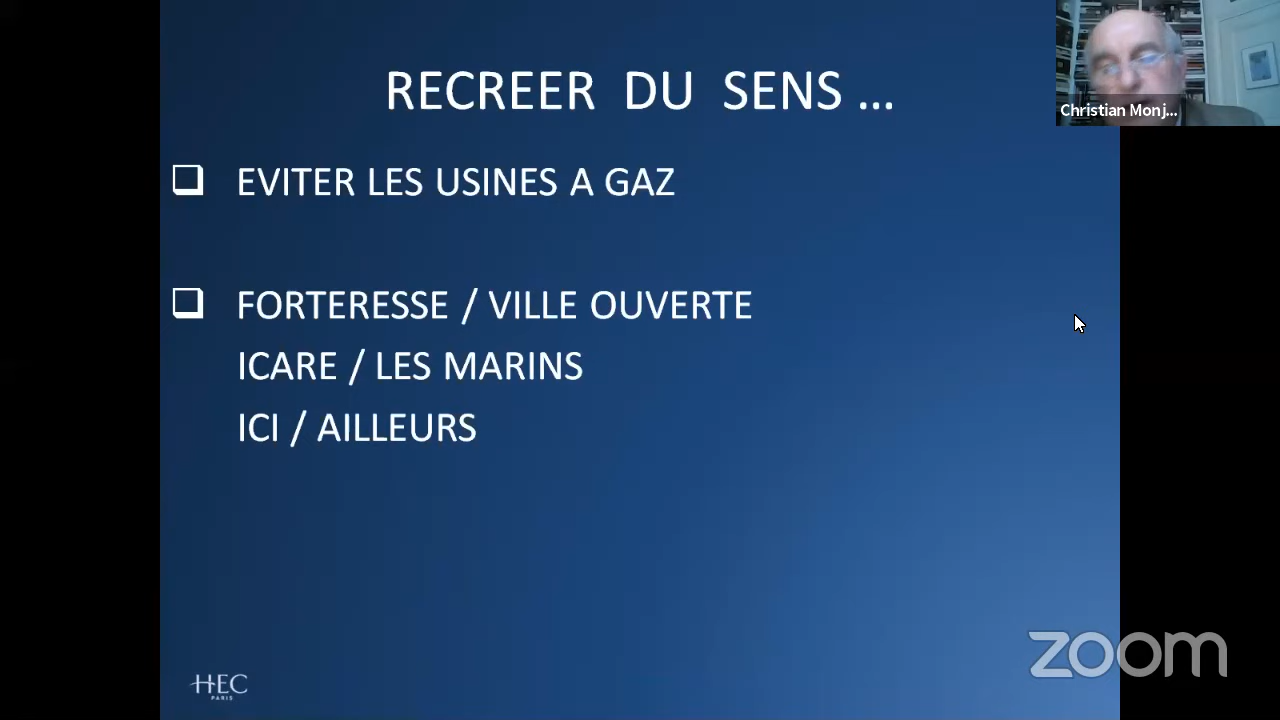 RECREER DU SENS ...
Christian Monj...
EVITER LES USINES A GAZ
FORTERESSE / VILLE OUVERTE
ICARE / LES MARINS
ICI / AILLEURS
zoom
HEC
PARIS